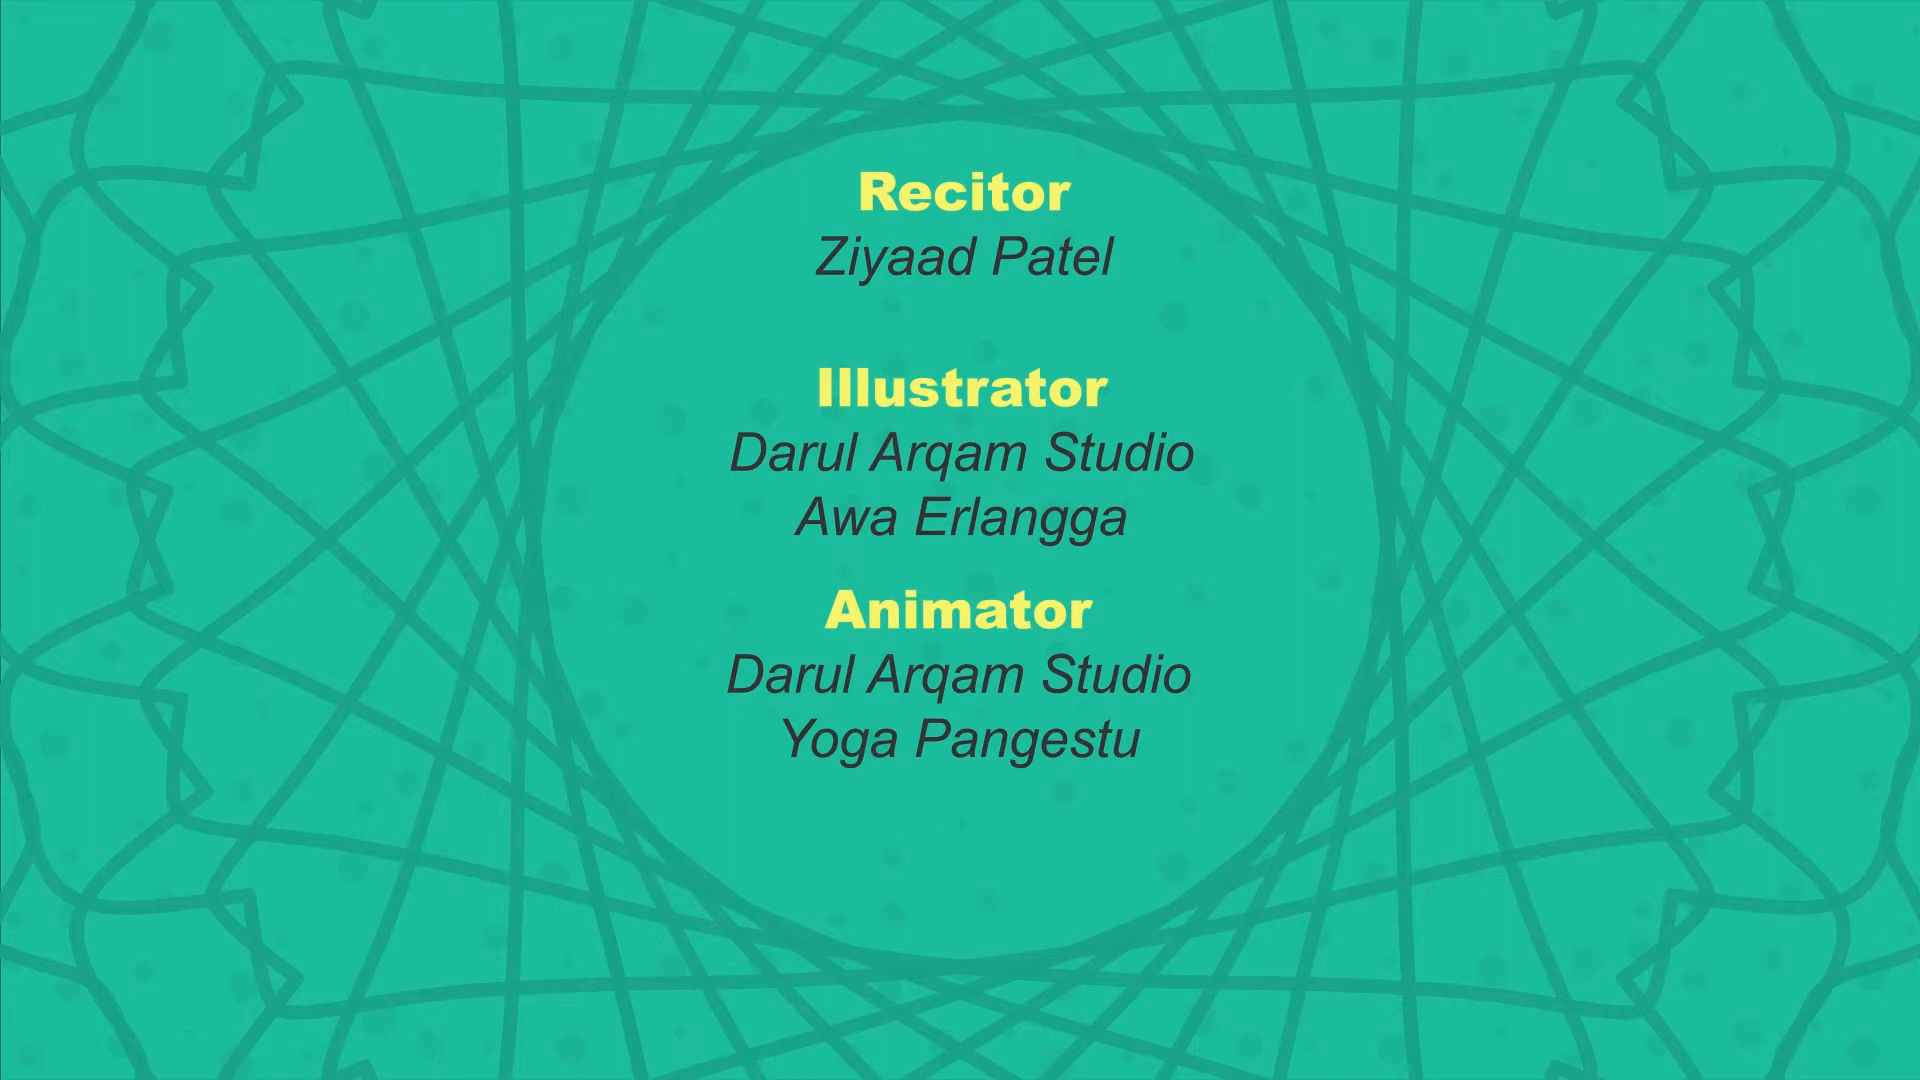 Recitor
Ziyaad Patel
Illustrator
Darul Arqam Studio
Awa Erlangga
Animator
Darul Arqam Studio
Yoga Pangestu